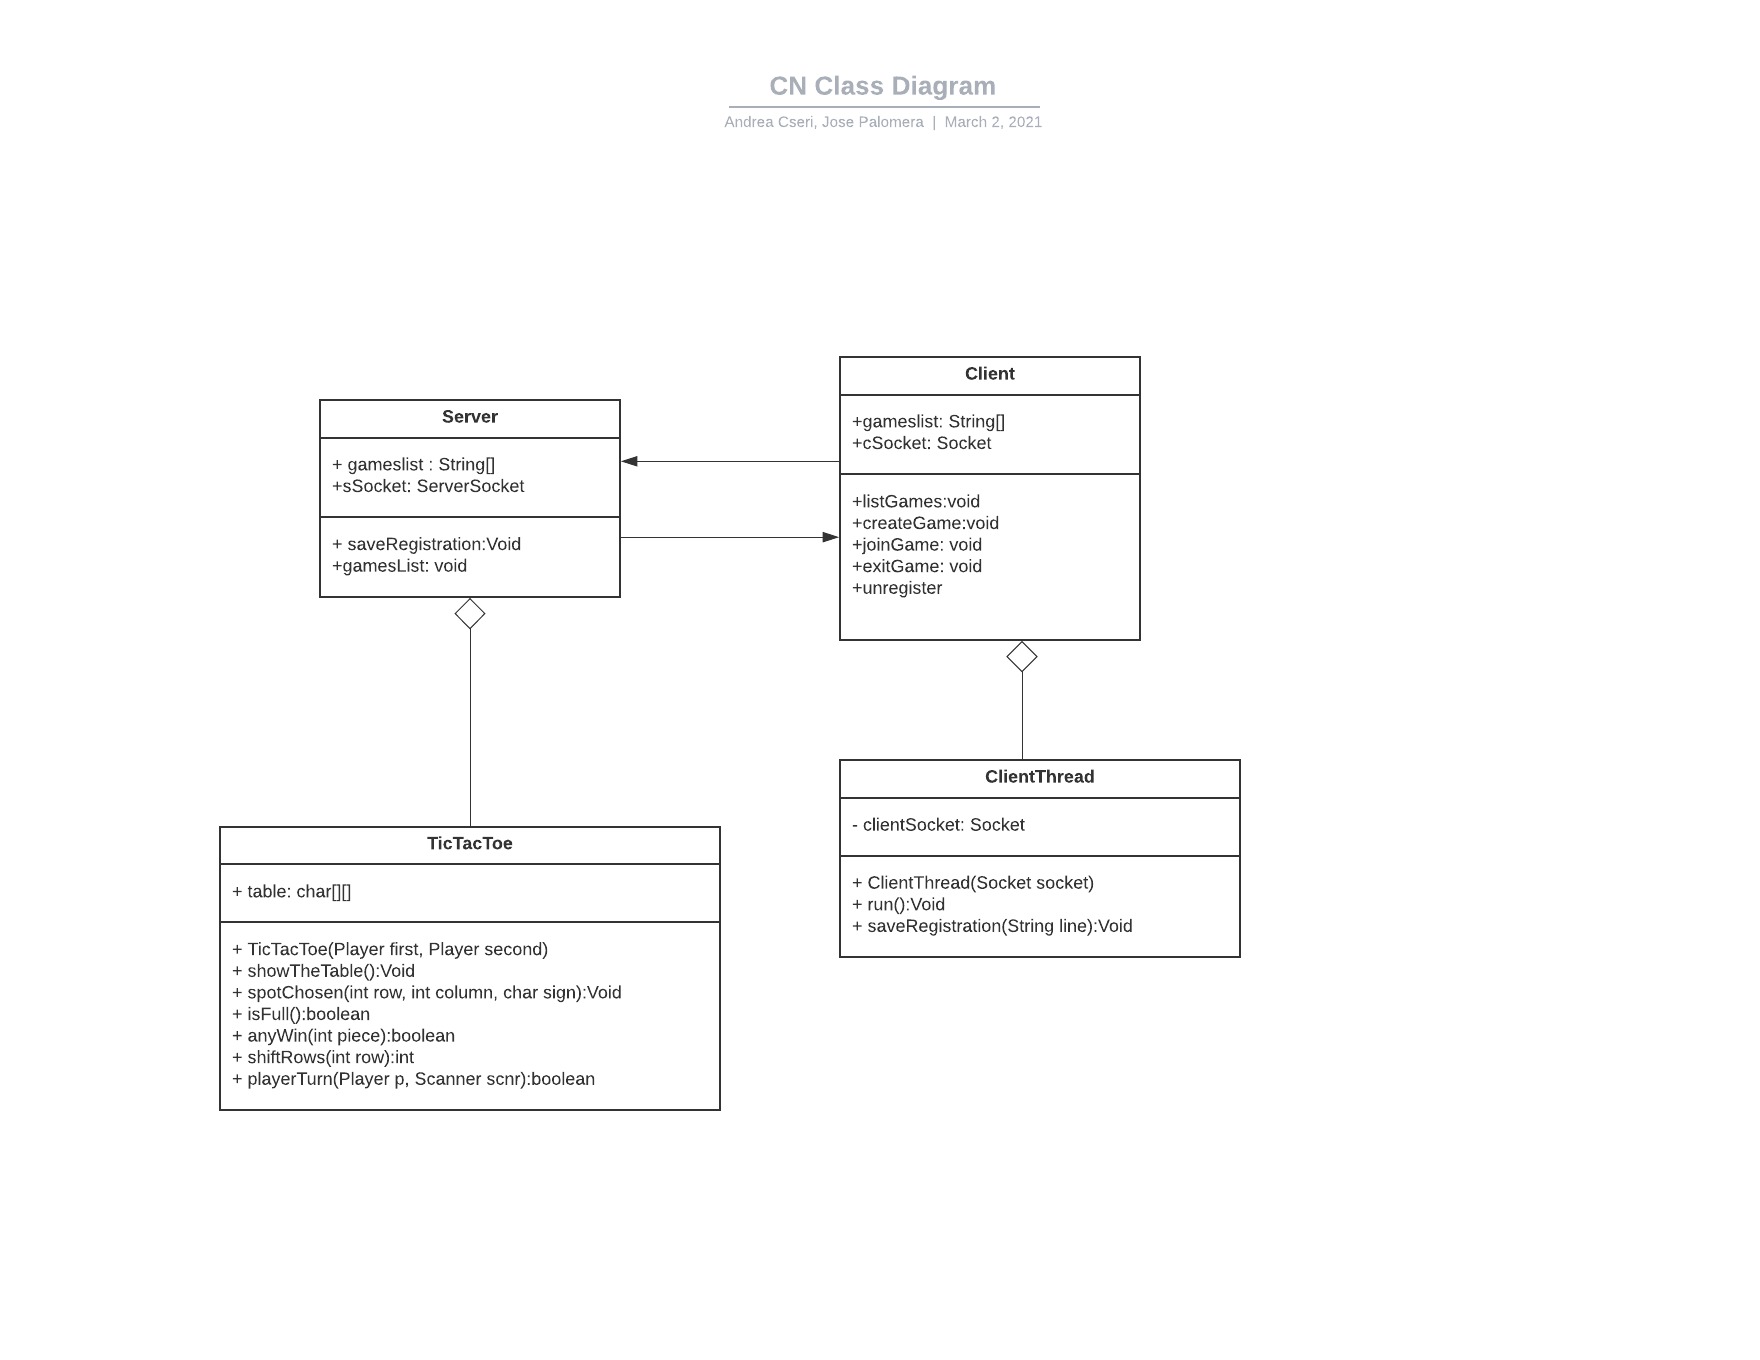 CN Class Diagram
Andrea Cseri, Jose Palomera | March 2, 2021
Server
+ gameslist : String[]
+sSocket: ServerSocket
+ saveRegistration:Void
+gamesList: void
Client
+gameslist: String[]
+cSocket: Socket
+listGames:void
+createGame:void
+joinGame: void
+exitGame: void
+unregister
TicTacToe
+ table: char[][]
+ TicTacToe(Player first, Player second)
+ showTheTable():Void
+ spotChosen(int row, int column, char sign):Void
+ isFull():boolean
+ anyWin(int piece):boolean
+ shiftRows(int row):int
+ playerTurn(Player p, Scanner scnr):boolean
ClientThread
- clientSocket: Socket
+ ClientThread(Socket socket)
+ run():Void
+ saveRegistration(String line):Void